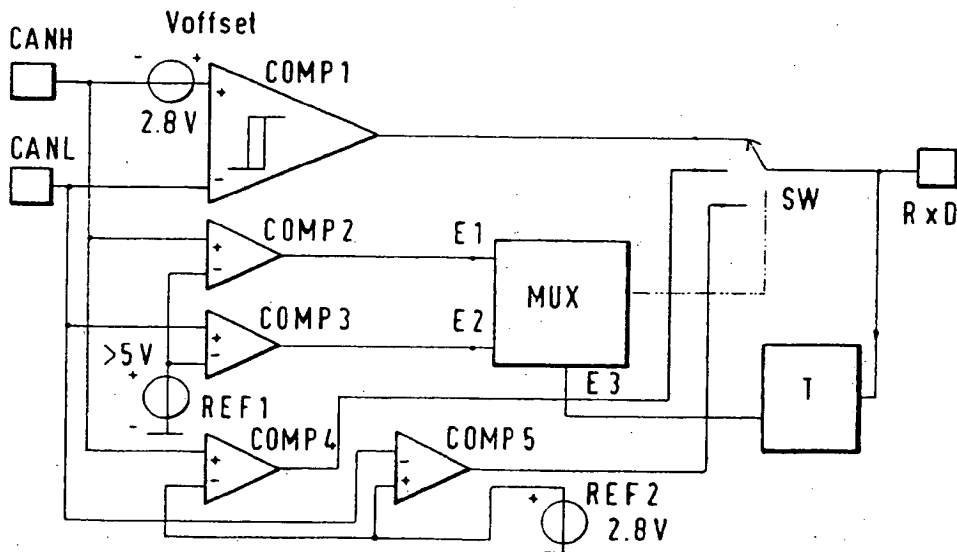 Voffset
CANH
- +
COMP1
+
2.8V
CANL
-
SW
RxD
COMP2
E1
+
-
MUX
COMP3
E2
+
-
>5V
+
E3
T
REF1
-
COMP4
COMP5
+
-
-
+
REF2
+
2.8V